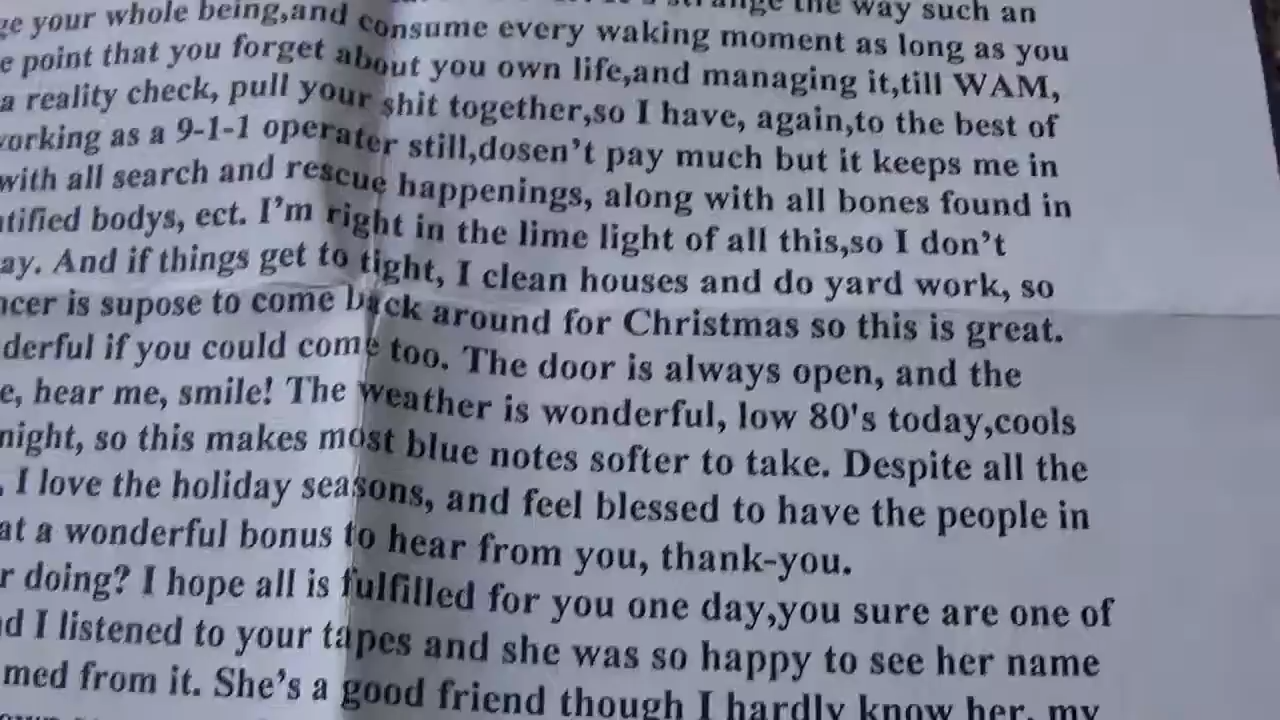 your whole being,and consume every waking moment as long as you
point that you forget about you own life,and managing it,till WAM,
a reality check, pull your shit together,so I have, again,to the best of
as a 9-1-1 operater still,dosen't pay much but it keeps me in
with all search and rescue happenings, along with all bones found in
bodys, ect. I'm right in the lime light of all this,so I don't
And if things get to tight, I clean houses and do yard work, so
is supose to come back around for Christmas so this is great.
if you could come too. The door is always open, and the
hear me, smile! The weather is wonderful, low 80's today,cools
night, so this makes most blue notes softer to take. Despite all the
I love the holiday seasons, and feel blessed to have the people in
at a wonderful bonus to hear from you, thank-you.
doing? I hope all is fulfilled for you one day,you sure are one of
I listened to your tapes and she was so happy to see her name
from it. She's a good friend though I hardly know her, my